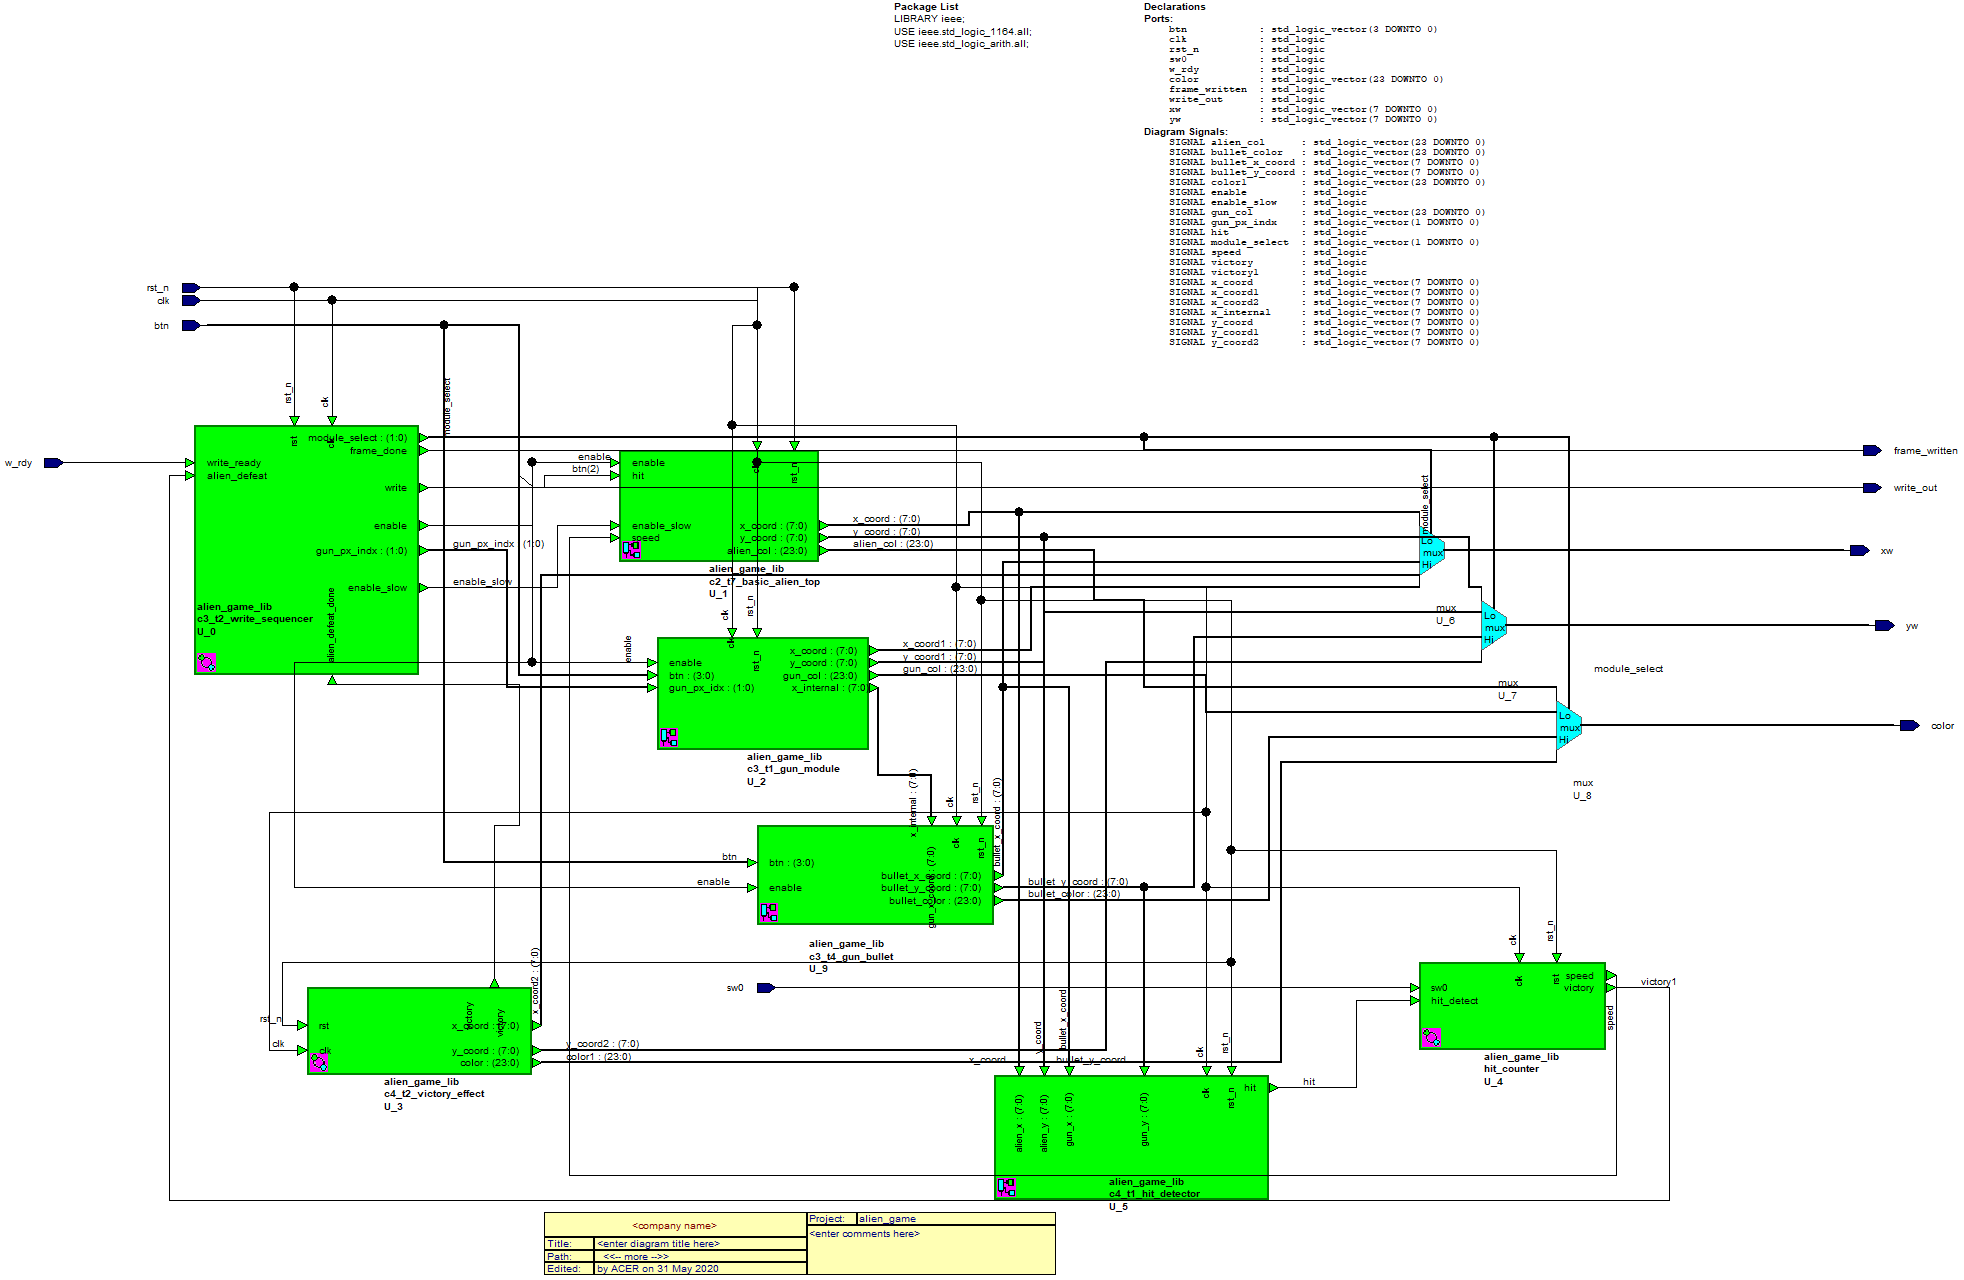 Package List
LIBRARY ieee;
USE ieee.std_logic_1164.all;
USE ieee.std_logic_arith.all;
Declarations
Ports:
btn : std_logic_vector(3 DOWNTO 0)
clk : std_logic
rst_n : std_logic
sw0 : std_logic
w_rdy : std_logic
color : std_logic_vector(23 DOWNTO 0)
frame_written : std_logic
write_out : std_logic
xw : std_logic_vector(7 DOWNTO 0)
yw : std_logic_vector(7 DOWNTO 0)
Diagram Signals:
SIGNAL alien_col : std_logic_vector(23 DOWNTO 0)
SIGNAL bullet_color : std_logic_vector(23 DOWNTO 0)
SIGNAL bullet_x_coord : std_logic_vector(7 DOWNTO 0)
SIGNAL bullet_y_coord : std_logic_vector(7 DOWNTO 0)
SIGNAL color1 : std_logic_vector(23 DOWNTO 0)
SIGNAL enable : std_logic
SIGNAL enable_slow : std_logic
SIGNAL gun_col : std_logic_vector(23 DOWNTO 0)
SIGNAL gun_px_indx : std_logic_vector(1 DOWNTO 0)
SIGNAL hit : std_logic
SIGNAL module_select : std_logic_vector(1 DOWNTO 0)
SIGNAL speed : std_logic
SIGNAL victory : std_logic
SIGNAL victory1 : std_logic
SIGNAL x_coord : std_logic_vector(7 DOWNTO 0)
SIGNAL x_coord1 : std_logic_vector(7 DOWNTO 0)
SIGNAL x_coord2 : std_logic_vector(7 DOWNTO 0)
SIGNAL x_internal : std_logic_vector(7 DOWNTO 0)
SIGNAL y_coord : std_logic_vector(7 DOWNTO 0)
SIGNAL y_coord1 : std_logic_vector(7 DOWNTO 0)
SIGNAL y_coord2 : std_logic_vector(7 DOWNTO 0)
rst_n
clk
btn
w_rdy
rst_n
clk
module_select
rst
clk
module_select : (1:0)
frame_done
write_ready
alien_defeat
write
enable
gun_px_indx : (1:0)
enable_slow
alien_defeat_done
alien_game_lib
c3_t2_write_sequencer
U_0
gun_px_indx : (1:0)
enable_slow
enable
btn(2)
enable
hit
clk
rst_n
enable_slow
speed
x_coord : (7:0)
y_coord : (7:0)
alien_col : (23:0)
alien_game_lib
c2_t7_basic_alien_top
U_1
x_coord : (7:0)
y_coord : (7:0)
alien_col : (23:0)
clk
rst_n
enable
clk
rst_n
enable
btn : (3:0)
gun_px_idx : (1:0)
x_coord : (7:0)
y_coord : (7:0)
gun_col : (23:0)
x_internal : (7:0)
alien_game_lib
c3_t1_gun_module
U_2
x_coord1 : (7:0)
y_coord1 : (7:0)
gun_col : (23:0)
module_select
Lo
mux
Hi
frame_written
write_out
xw
mux
U_6
Lo
mux
Hi
yw
module_select
mux
U_7
Lo
mux
Hi
color
mux
U_8
x_internal : (7:0)
clk
rst_n
bullet_x_coord : (7:0)
btn
enable
btn : (3:0)
enable
gun_x_coord : (7:0)
clk
rst_n
bullet_x_coord : (7:0)
bullet_y_coord : (7:0)
bullet_color : (23:0)
alien_game_lib
c3_t4_gun_bullet
U_9
bullet_y_coord : (7:0)
bullet_color : (23:0)
sw0
clk
rst_n
clk
rst
speed
victory
sw0
hit_detect
victory1
speed
alien_game_lib
hit_counter
U_4
rst_n
clk
rst
clk
victory
victory
x_coord : (7:0)
y_coord : (7:0)
color : (23:0)
x_coord2 : (7:0)
y_coord2 : (7:0)
color1 : (23:0)
alien_game_lib
c4_t2_victory_effect
U_3
x_coord
y_coord
bullet_x_coord
bullet_y_coord
clk
rst_n
alien_x : (7:0)
alien_y : (7:0)
gun_x : (7:0)
gun_y : (7:0)
clk
rst_n
hit
hit
alien_game_lib
c4_t1_hit_detector
U_5
<company name>
Project: alien_game
<enter comments here>
Title: <enter diagram title here>
Path: <<-- more -->>
Edited: by ACER on 31 May 2020